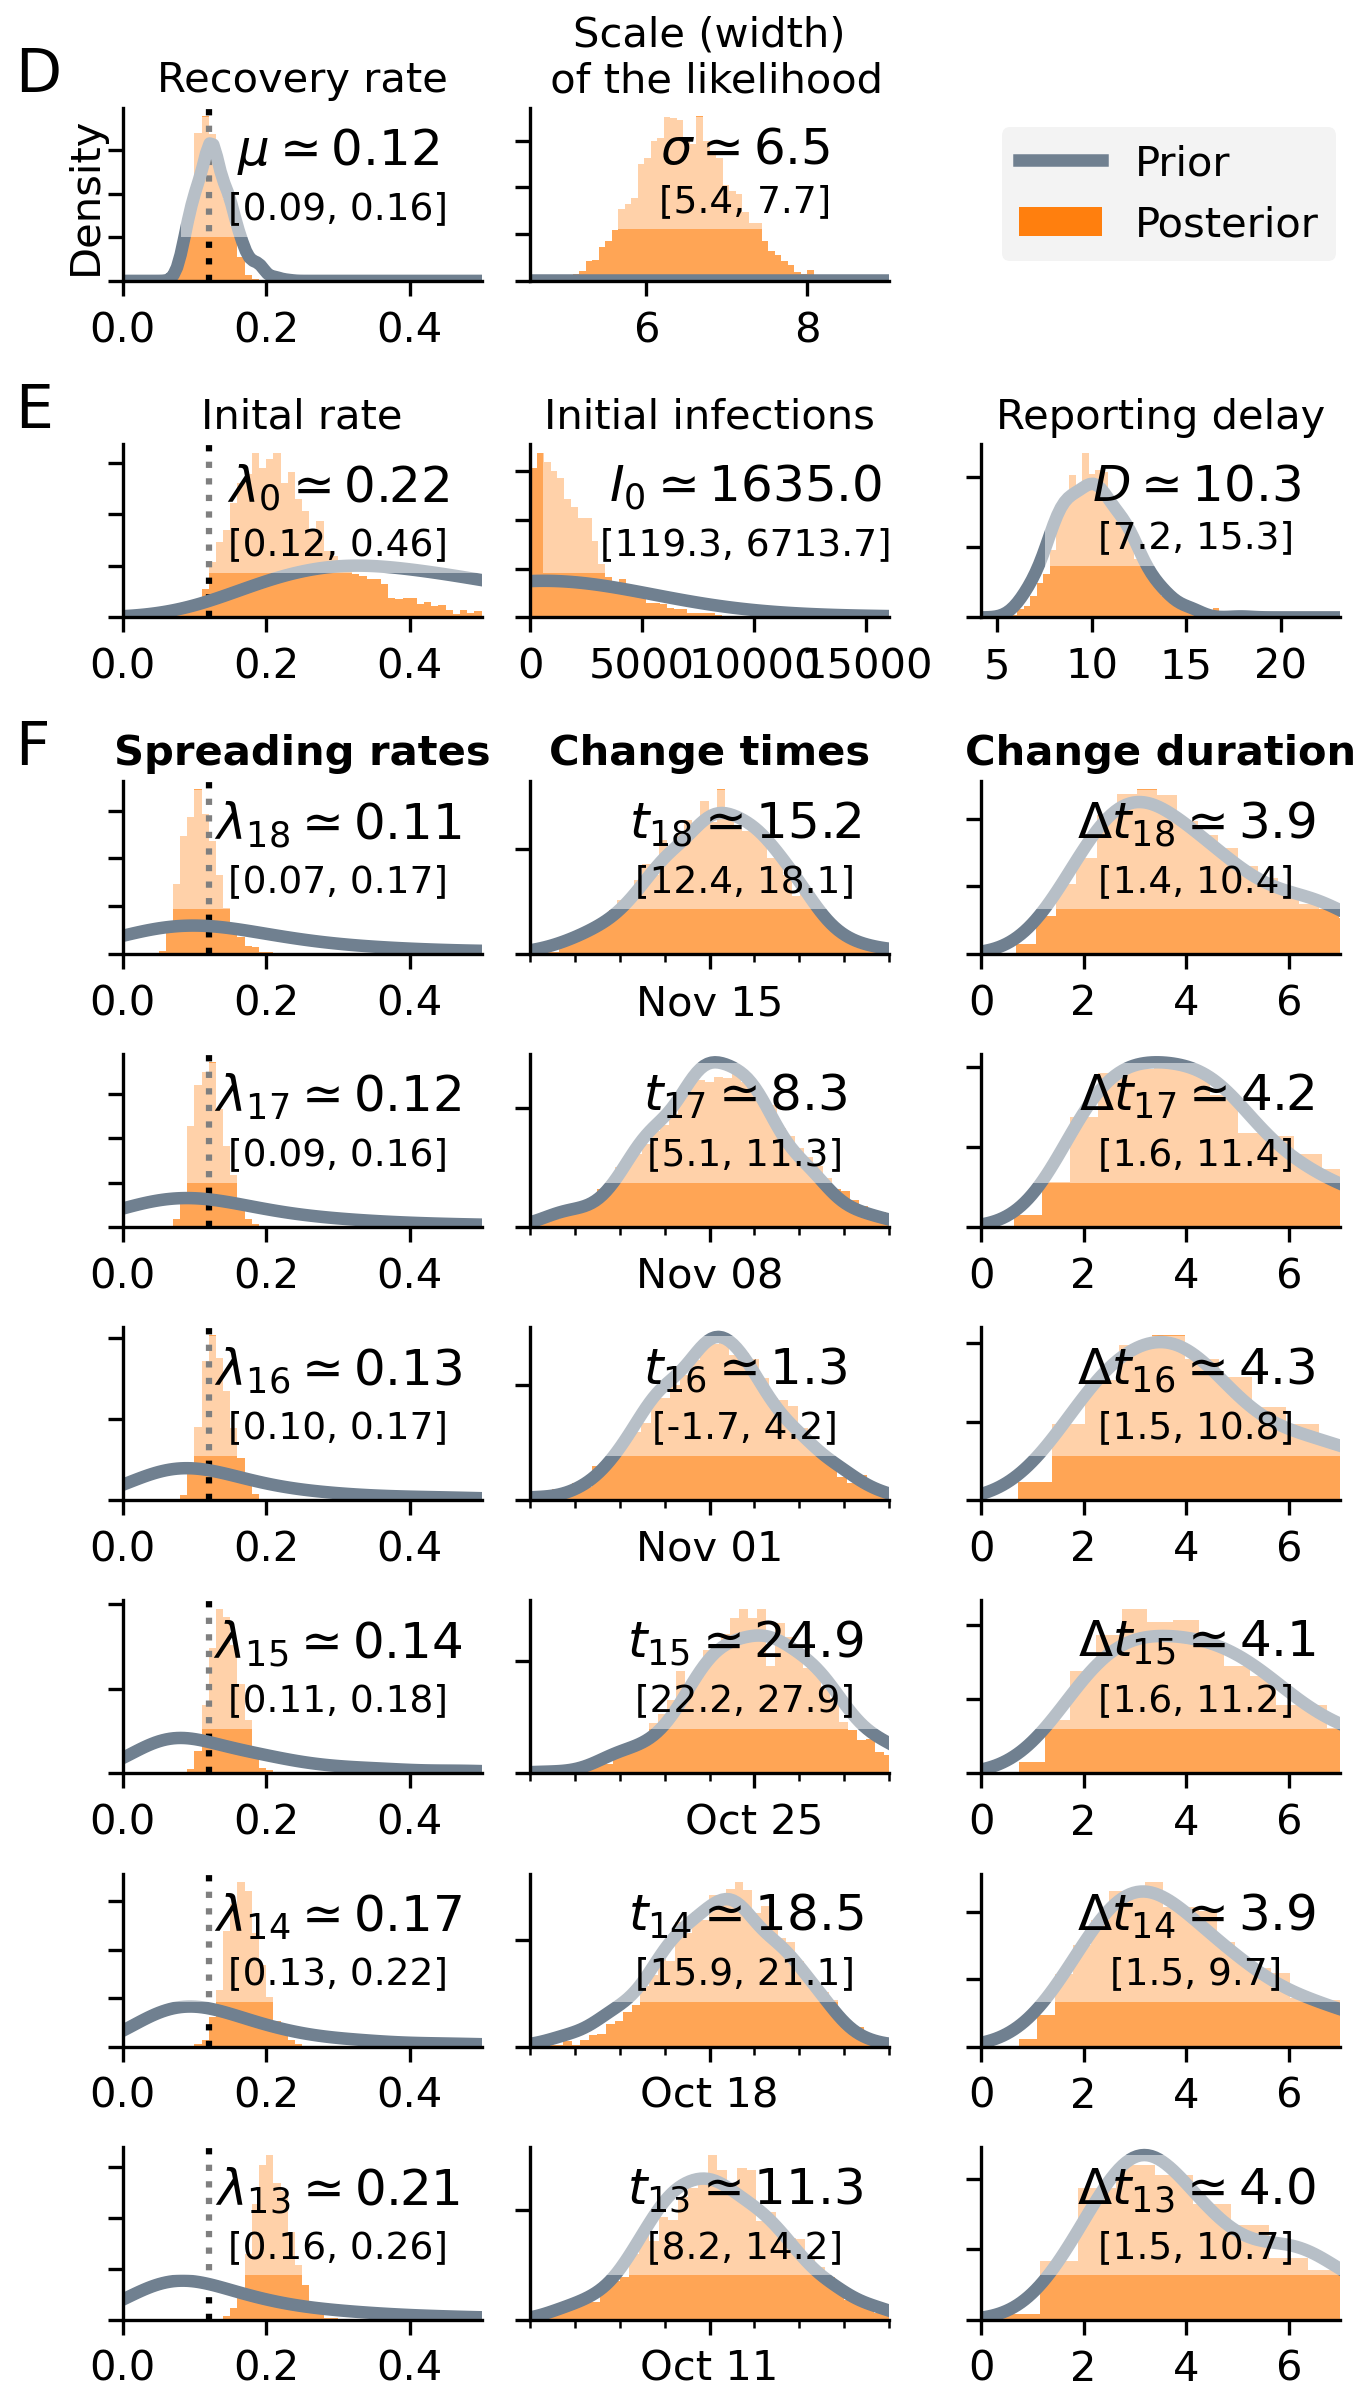 D
Recovery rate
Scale (width)
of the likelihood
Density
μ ≃ 0.12
[0.09, 0.16]
σ ≃ 6.5
[5.4, 7.7]
Prior
Posterior
0.0 0.2 0.4
6 8
E
Inital rate
Initial infections
Reporting delay
λ0 ≃ 0.22
[0.12, 0.46]
I0 ≃ 1635.0
[119.3, 6713.7]
D ≃ 10.3
[7.2, 15.3]
0.0 0.2 0.4
0 5000 10000 15000
5 10 15 20
F
Spreading rates
Change times
Change duration
λ18 ≃ 0.11
[0.07, 0.17]
t18 ≃ 15.2
[12.4, 18.1]
Δt18 ≃ 3.9
[1.4, 10.4]
0.0 0.2 0.4
Nov 15
0 2 4 6
λ17 ≃ 0.12
[0.09, 0.16]
t17 ≃ 8.3
[5.1, 11.3]
Δt17 ≃ 4.2
[1.6, 11.4]
0.0 0.2 0.4
Nov 08
0 2 4 6
λ16 ≃ 0.13
[0.10, 0.17]
t16 ≃ 1.3
[-1.7, 4.2]
Δt16 ≃ 4.3
[1.5, 10.8]
0.0 0.2 0.4
Nov 01
0 2 4 6
λ15 ≃ 0.14
[0.11, 0.18]
t15 ≃ 24.9
[22.2, 27.9]
Δt15 ≃ 4.1
[1.6, 11.2]
0.0 0.2 0.4
Oct 25
0 2 4 6
λ14 ≃ 0.17
[0.13, 0.22]
t14 ≃ 18.5
[15.9, 21.1]
Δt14 ≃ 3.9
[1.5, 9.7]
0.0 0.2 0.4
Oct 18
0 2 4 6
λ13 ≃ 0.21
[0.16, 0.26]
t13 ≃ 11.3
[8.2, 14.2]
Δt13 ≃ 4.0
[1.5, 10.7]
0.0 0.2 0.4
Oct 11
0 2 4 6